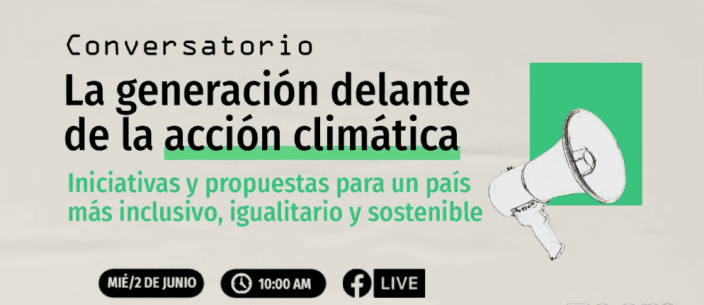 Conversatorio
La generación delante
de la acción climática
Iniciativas y propuestas para un país
más inclusivo, igualitario y sostenible
MIÉ/2 DE JUNIO 10:00 AM LIVE